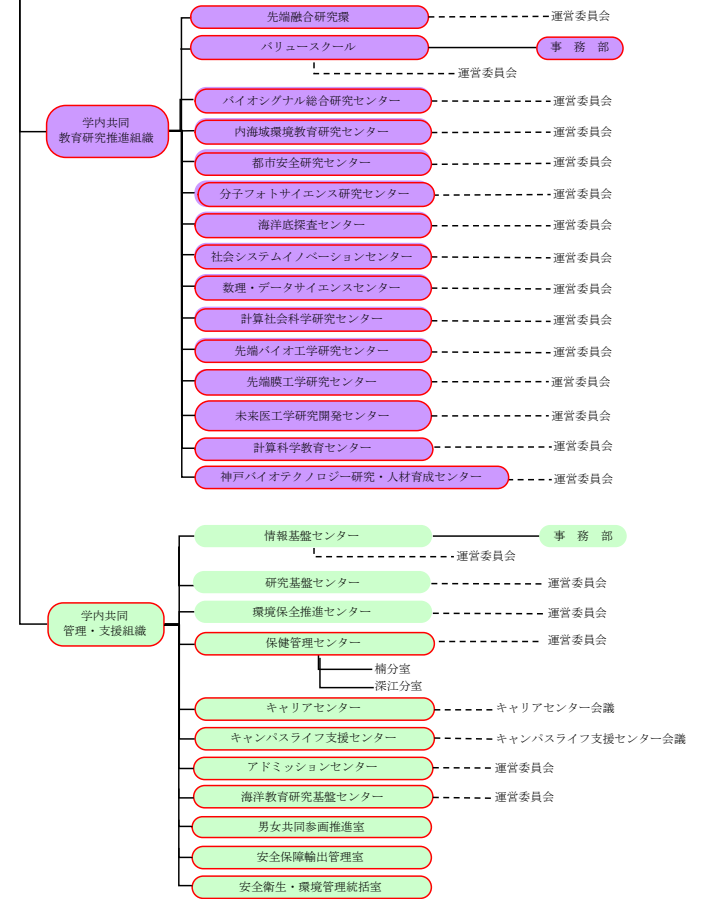 先端融合研究環
運営委員会
バリュースクール
事 務 部
運営委員会
バイオシグナル総合研究センター
運営委員会
学内共同
教育研究推進組織
内海域環境教育研究センター
運営委員会
都市安全研究センター
運営委員会
分子フォトサイエンス研究センター
運営委員会
海洋底探査センター
運営委員会
社会システムイノベーションセンター
運営委員会
数理・データサイエンスセンター
運営委員会
計算社会科学研究センター
運営委員会
先端バイオ工学研究センター
運営委員会
先端膜工学研究センター
運営委員会
未来医工学研究開発センター
運営委員会
計算科学教育センター
運営委員会
神戸バイオテクノロジー研究・人材育成センター
運営委員会
情報基盤センター
事 務 部
運営委員会
研究基盤センター
運営委員会
学内共同
管理・支援組織
環境保全推進センター
運営委員会
保健管理センター
運営委員会
楠分室
深江分室
キャリアセンター
キャリアセンター会議
キャンパスライフ支援センター
キャンバスライフ支援センター会議
アドミッションセンター
運営委員会
海洋教育研究基盤センター
運営委員会
男女共同参画推進室
安全保障輸出管理室
安全衛生・環境管理統括室